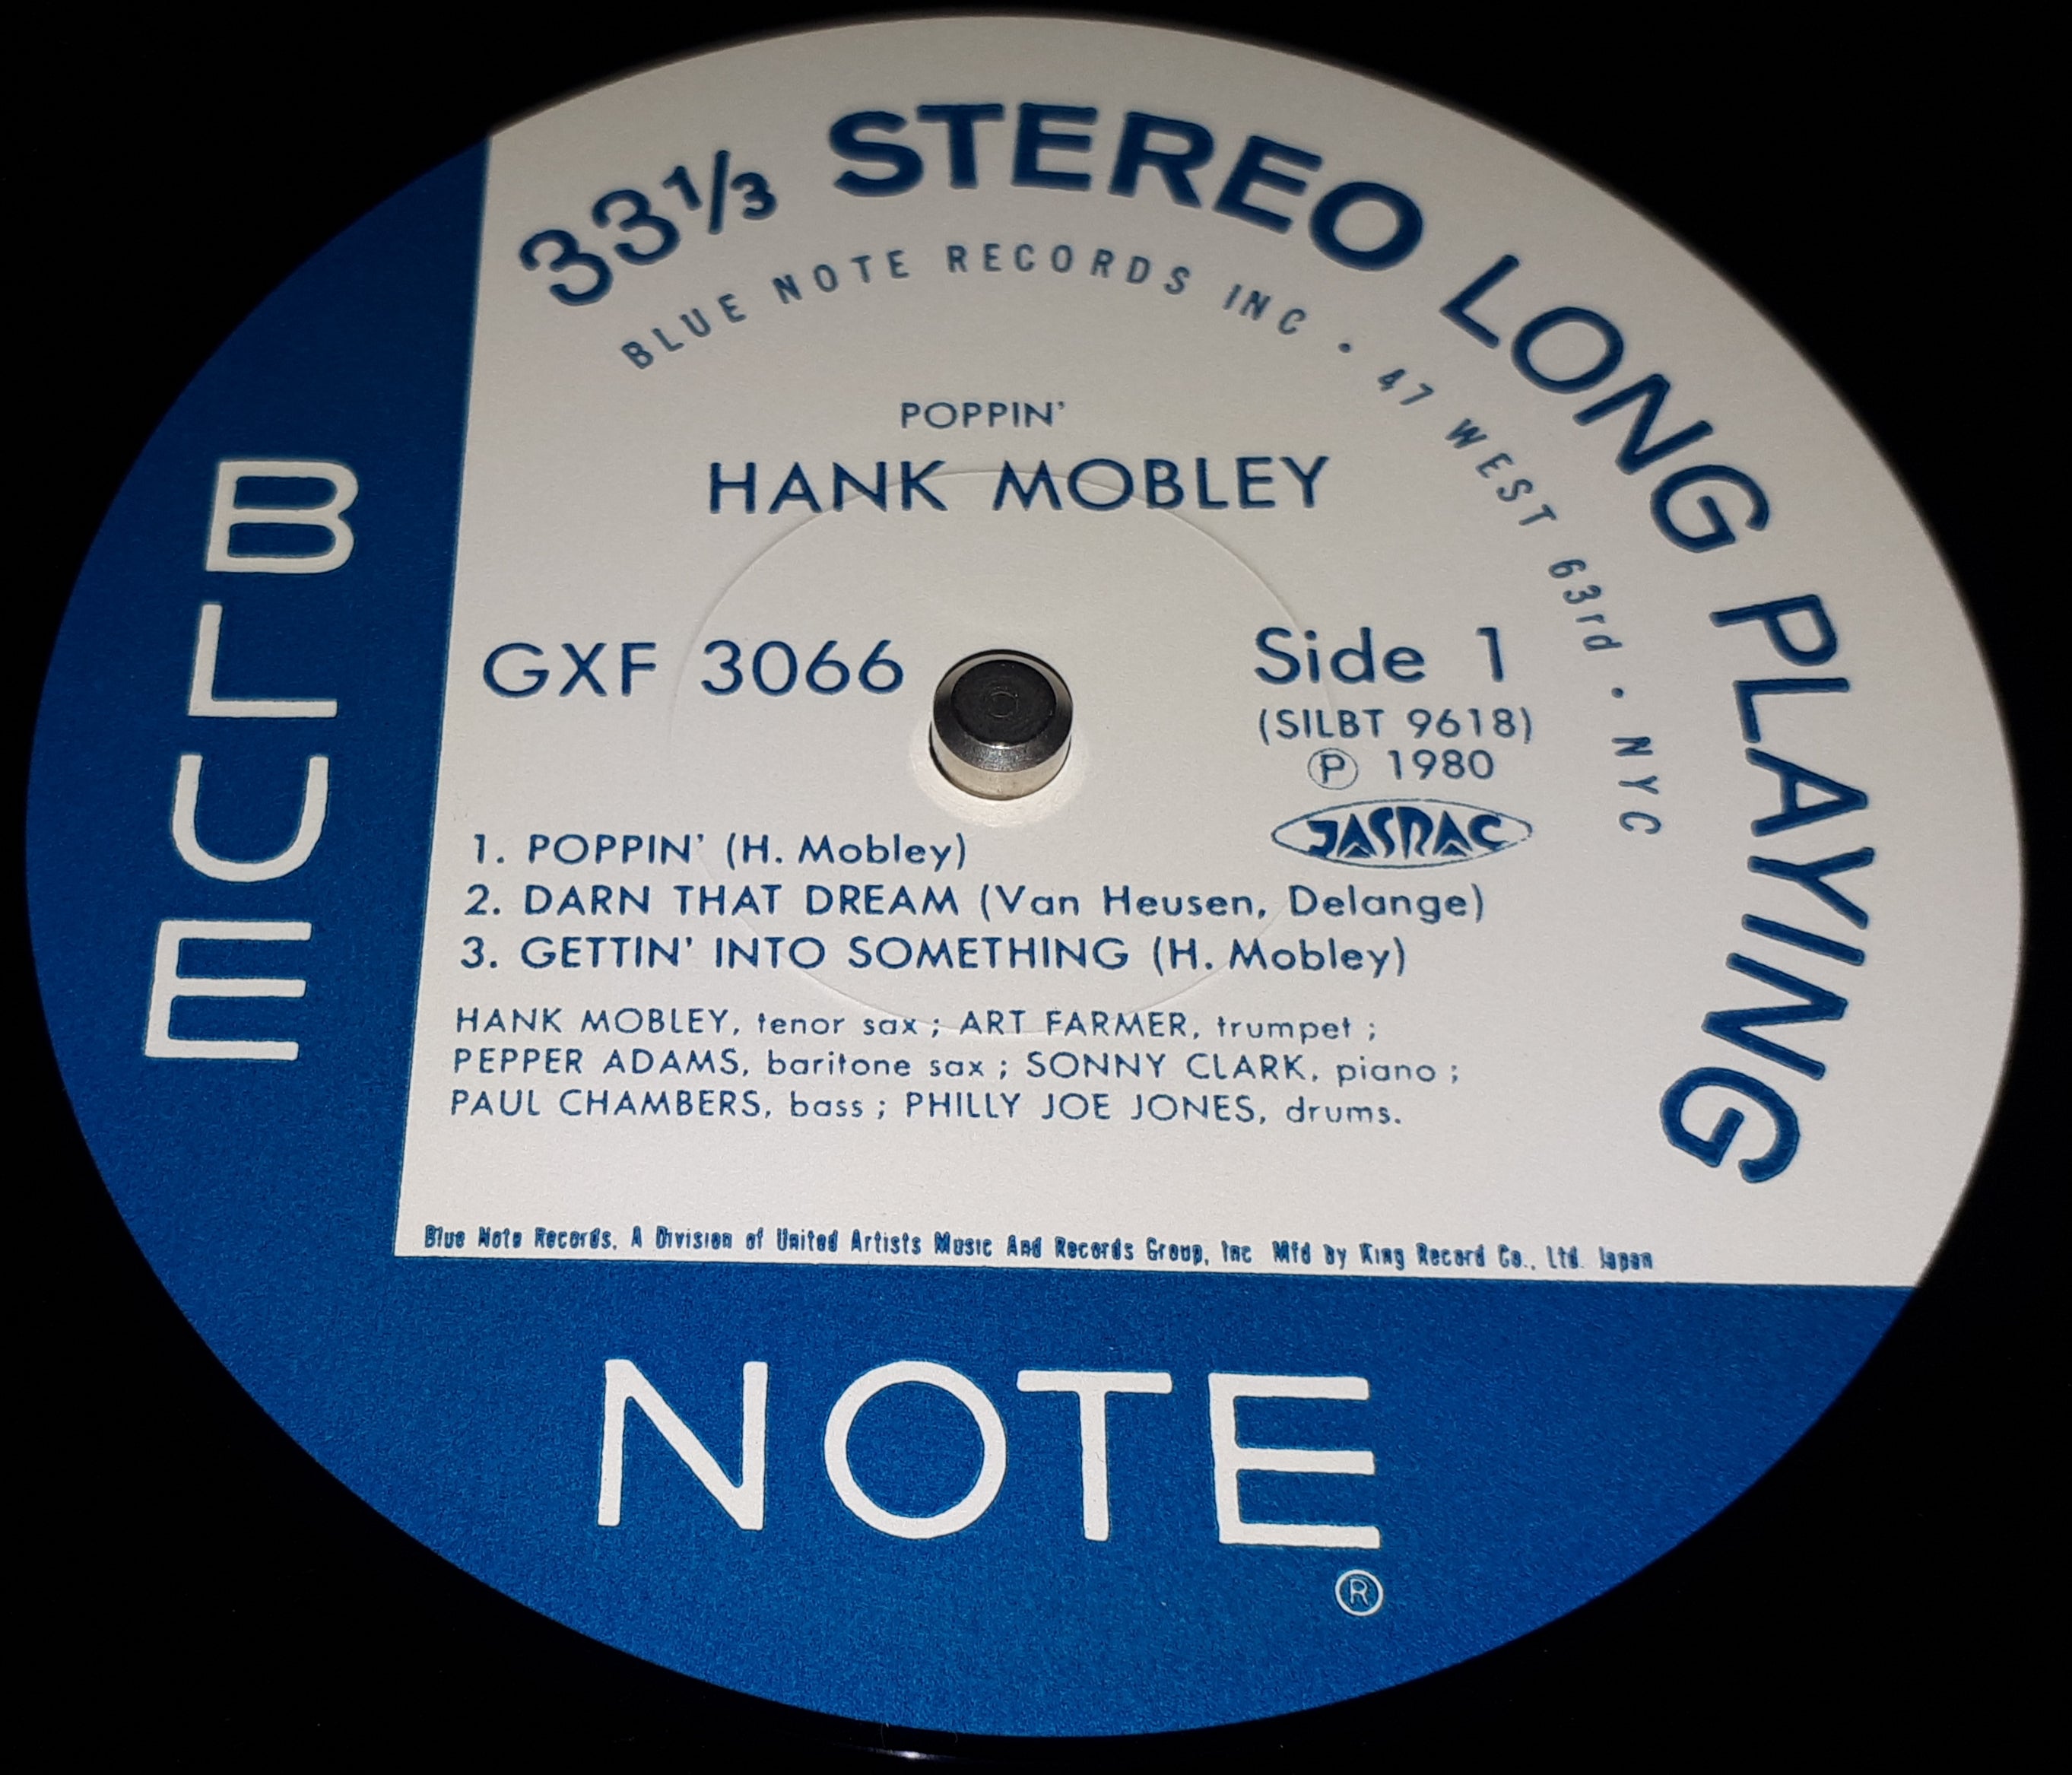 33⅓ STEREO LONG PLAYING
BLUE NOTE RECORDS INC · 47 WEST 63rd · NYC
POPPIN'
HANK MOBLEY
GXF 3066
Side 1
(SILBT 9618)
Ⓟ 1980
JASRAC
1. POPPIN' (H. Mobley)
2. DARN THAT DREAM (Van Heusen, Delange)
3. GETTIN' INTO SOMETHING (H. Mobley)
HANK MOBLEY, tenor sax ; ART FARMER, trumpet ;
PEPPER ADAMS, baritone sax ; SONNY CLARK, piano ;
PAUL CHAMBERS, bass ; PHILLY JOE JONES, drums.
Blue Note Records, A Division of United Artists Music And Records Group, Inc Mfd by King Record Co., Ltd. Japan
BLUE
NOTE
®